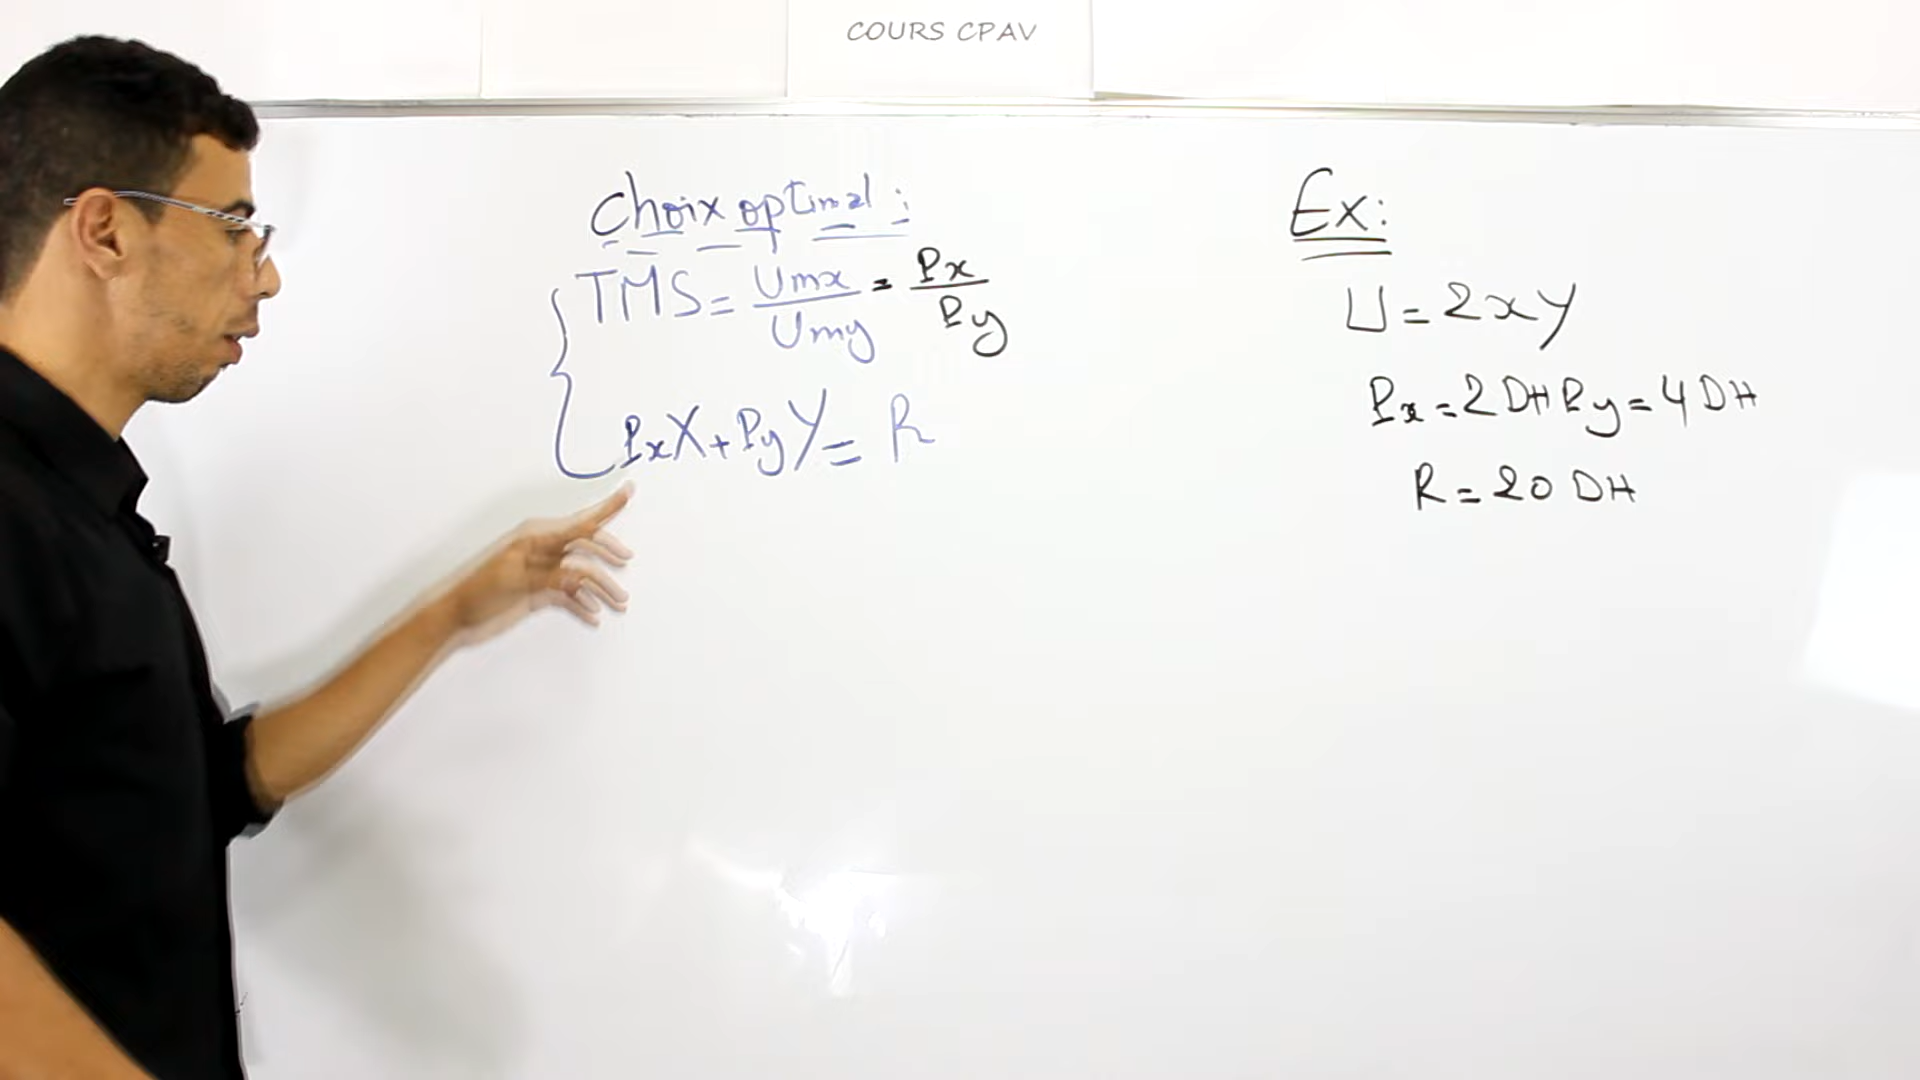 COURS CPAV
Choix optimal :
TMS = Umx / Umy = Px / Py
PxX + PyY = R
Ex:
U = 2xy
Px = 2 DH Py = 4 DH
R = 20 DH